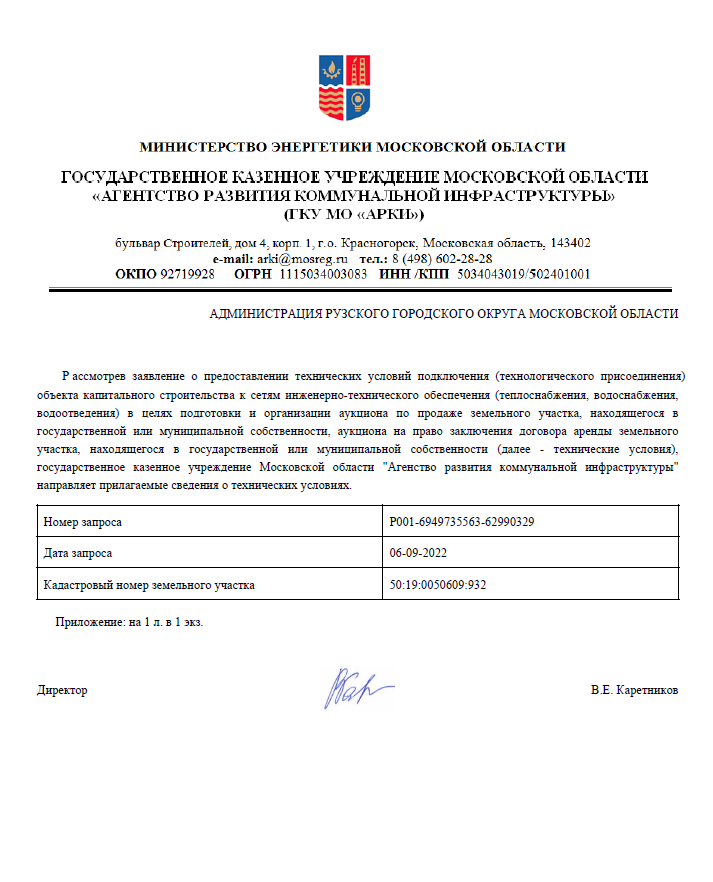 МИНИСТЕРСТВО ЭНЕРГЕТИКИ МОСКОВСКОЙ ОБЛАСТИ
ГОСУДАРСТВЕННОЕ КАЗЕННОЕ УЧРЕЖДЕНИЕ МОСКОВСКОЙ ОБЛАСТИ
«АГЕНТСТВО РАЗВИТИЯ КОММУНАЛЬНОЙ ИНФРАСТРУКТУРЫ»
(ГКУ МО «АРКИ»)
бульвар Строителей, дом 4, корп. 1, г.о. Красногорск, Московская область, 143402
e-mail: arki@mosreg.ru тел.: 8 (498) 602-28-28
ОКПО 92719928 ОГРН 1115034003083 ИНН /КПП 5034043019/502401001
АДМИНИСТРАЦИЯ РУЗСКОГО ГОРОДСКОГО ОКРУГА МОСКОВСКОЙ ОБЛАСТИ
Рассмотрев заявление о предоставлении технических условий подключения (технологического присоединения)
объекта капитального строительства к сетям инженерно-технического обеспечения (теплоснабжения, водоснабжения,
водоотведения) в целях подготовки и организации аукциона по продаже земельного участка, находящегося в
государственной или муниципальной собственности, аукциона на право заключения договора аренды земельного
участка, находящегося в государственной или муниципальной собственности (далее - технические условия),
государственное казенное учреждение Московской области "Агенство развития коммунальной инфраструктуры"
направляет прилагаемые сведения о технических условиях.
Номер запроса P001-6949735563-62990329
Дата запроса 06-09-2022
Кадастровый номер земельного участка 50:19:0050609:932
Приложение: на 1 л. в 1 экз.
Директор В.Е. Каретников